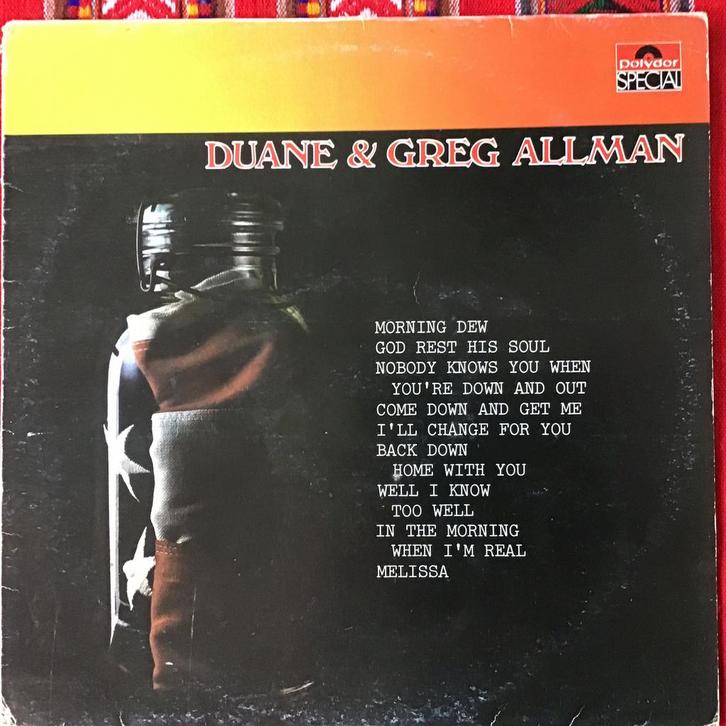 polydor
SPECIAL
DUANE & GREG ALLMAN
MORNING DEW
GOD REST HIS SOUL
NOBODY KNOWS YOU WHEN
YOU'RE DOWN AND OUT
COME DOWN AND GET ME
I'LL CHANGE FOR YOU
BACK DOWN
HOME WITH YOU
WELL I KNOW
TOO WELL
IN THE MORNING
WHEN I'M REAL
MELISSA